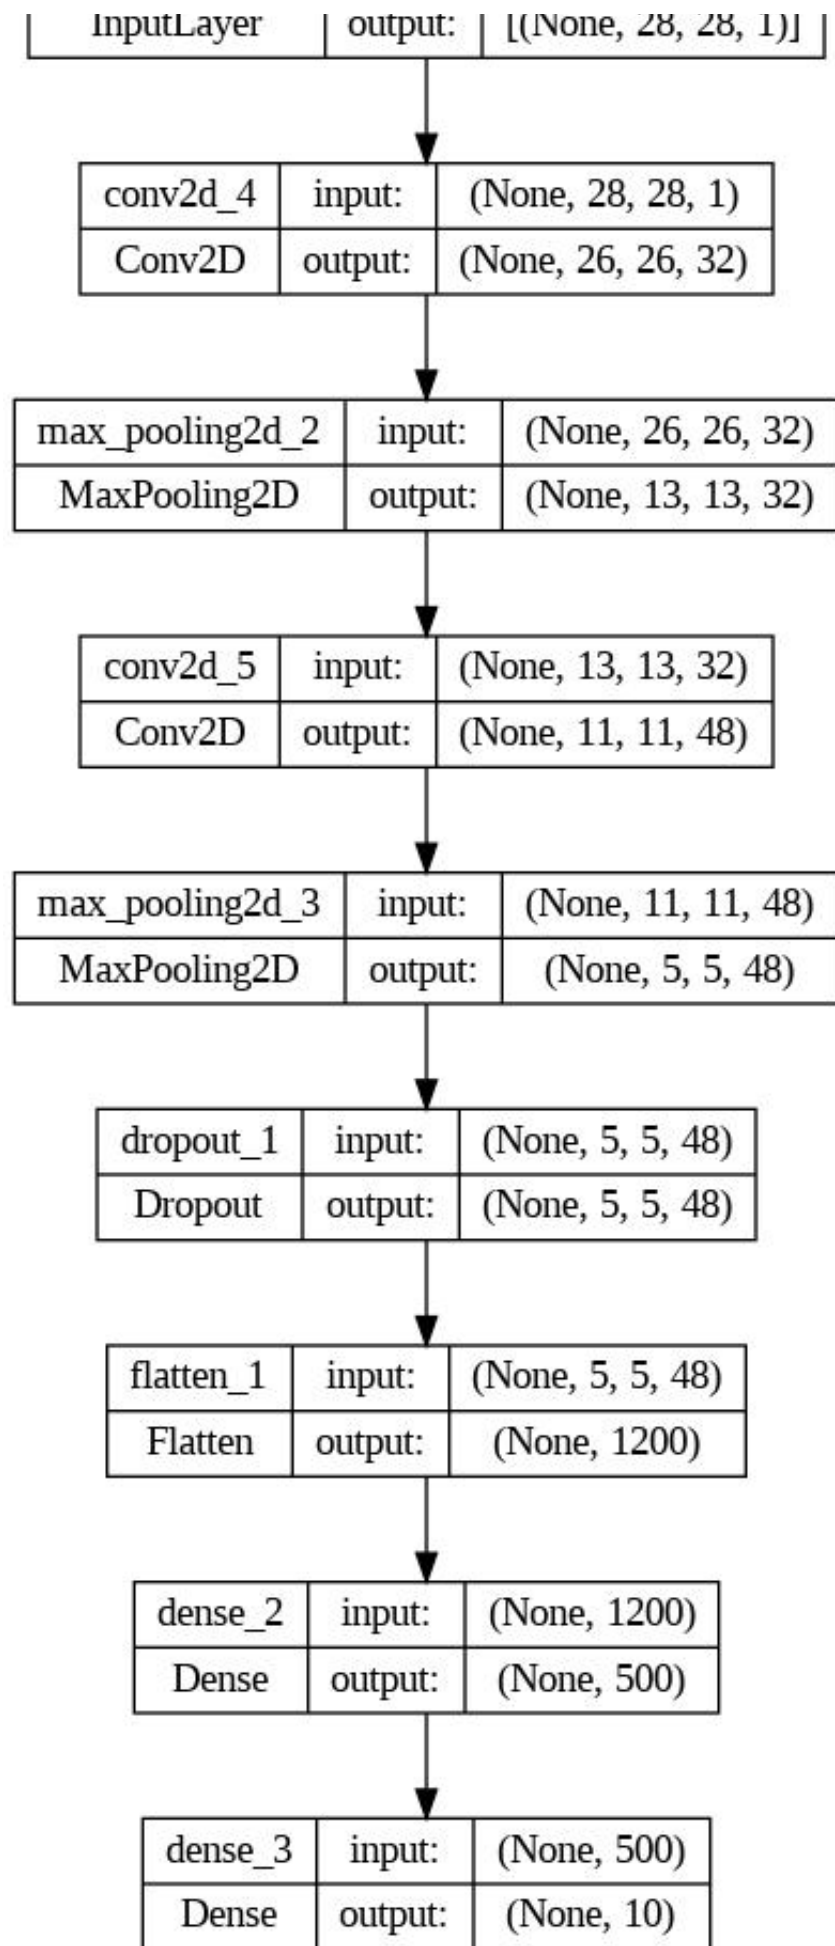 InputLayer output: [(None, 28, 28, 1)]
conv2d_4 input: (None, 28, 28, 1)
Conv2D output: (None, 26, 26, 32)
max_pooling2d_2 input: (None, 26, 26, 32)
MaxPooling2D output: (None, 13, 13, 32)
conv2d_5 input: (None, 13, 13, 32)
Conv2D output: (None, 11, 11, 48)
max_pooling2d_3 input: (None, 11, 11, 48)
MaxPooling2D output: (None, 5, 5, 48)
dropout_1 input: (None, 5, 5, 48)
Dropout output: (None, 5, 5, 48)
flatten_1 input: (None, 5, 5, 48)
Flatten output: (None, 1200)
dense_2 input: (None, 1200)
Dense output: (None, 500)
dense_3 input: (None, 500)
Dense output: (None, 10)